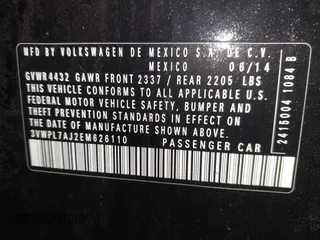 MFD BY VOLKSWAGEN DE MEXICO S.A. DE C.V.
MEXICO 06/14
GVWR 4432 GAWR FRONT 2337 / REAR 2205 LBS
THIS VEHICLE CONFORMS TO ALL APPLICABLE U.S.
FEDERAL MOTOR VEHICLE SAFETY, BUMPER AND
THEFT PREVENTION STANDARDS IN EFFECT ON THE
DATE OF MANUFACTURE SHOWN ABOVE.
3VWPL7AJ2EM626110 PASSENGER CAR
2415004 1084 B